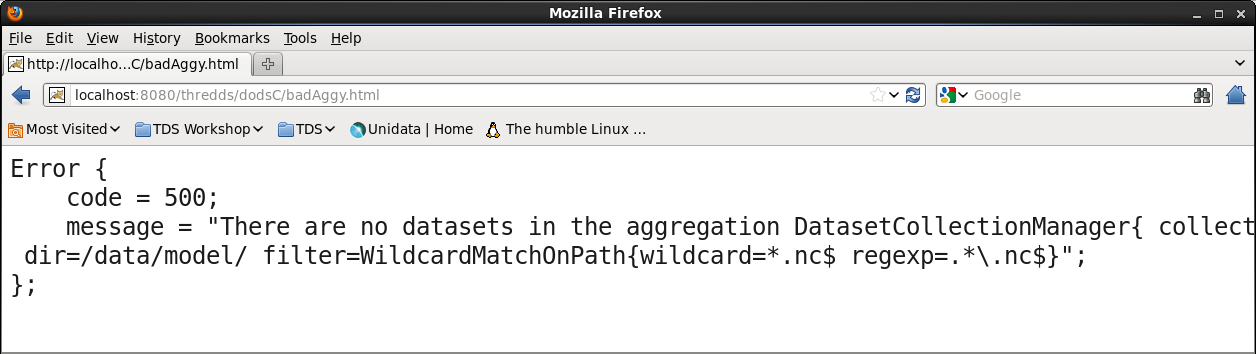 Mozilla Firefox
File Edit View History Bookmarks Tools Help
http://localho...C/badAggy.html
localhost:8080/thredds/dodsC/badAggy.html Google
Most Visited TDS Workshop TDS Unidata | Home The humble Linux ...
Error {
    code = 500;
    message = "There are no datasets in the aggregation DatasetCollectionManager{ collect
 dir=/data/model/ filter=WildcardMatchOnPath{wildcard=*.nc$ regexp=.*\.nc$}";
};